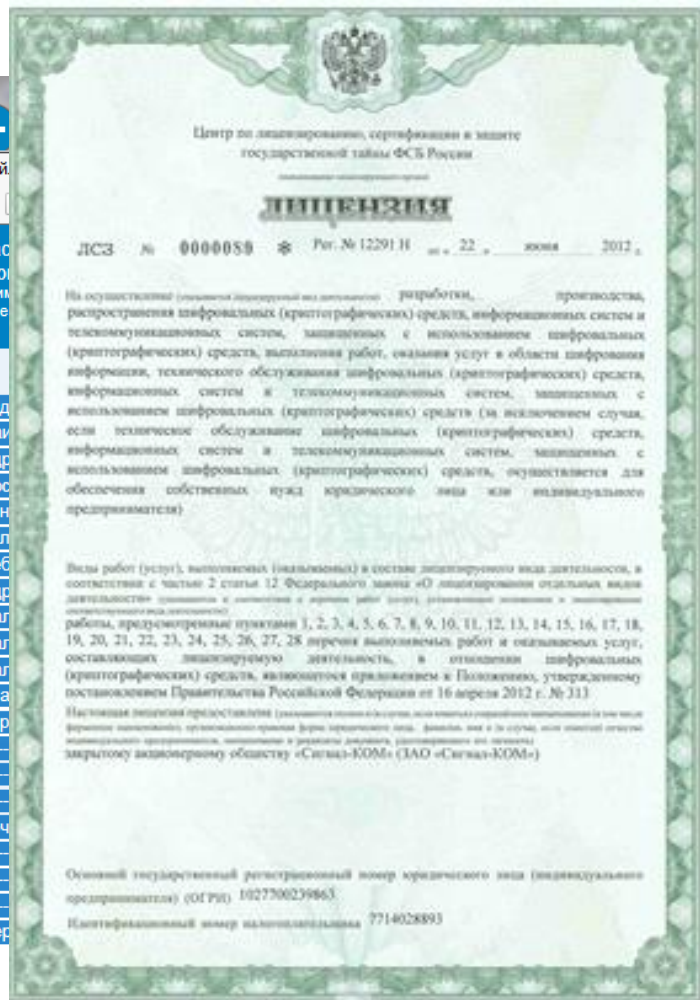 Центр по лицензированию, сертификации и защите
государственной тайны ФСБ России
ЛИЦЕНЗИЯ
ЛСЗ № 0000089 ✻ Рег. № 12291 Н от « 22 » июня 2012 г.
На осуществление (указывается лицензируемый вид деятельности) разработки, производства,
распространения шифровальных (криптографических) средств, информационных систем и
телекоммуникационных систем, защищенных с использованием шифровальных
(криптографических) средств, выполнения работ, оказания услуг в области шифрования
информации, технического обслуживания шифровальных (криптографических) средств,
информационных систем и телекоммуникационных систем, защищенных с
использованием шифровальных (криптографических) средств (за исключением случая,
если техническое обслуживание шифровальных (криптографических) средств,
информационных систем и телекоммуникационных систем, защищенных с
использованием шифровальных (криптографических) средств, осуществляется для
обеспечения собственных нужд юридического лица или индивидуального
предпринимателя)
Виды работ (услуг), выполняемых (оказываемых) в составе лицензируемого вида деятельности, в
соответствии с частью 2 статьи 12 Федерального закона «О лицензировании отдельных видов
деятельности»
работы, предусмотренные пунктами 1, 2, 3, 4, 5, 6, 7, 8, 9, 10, 11, 12, 13, 14, 15, 16, 17, 18,
19, 20, 21, 22, 23, 24, 25, 26, 27, 28 перечня выполняемых работ и оказываемых услуг,
составляющих лицензируемую деятельность, в отношении шифровальных
(криптографических) средств, являющегося приложением к Положению, утвержденному
постановлением Правительства Российской Федерации от 16 апреля 2012 г. № 313
Настоящая лицензия предоставлена
закрытому акционерному обществу «Сигнал-КОМ» (ЗАО «Сигнал-КОМ»)
Основной государственный регистрационный номер юридического лица (индивидуального
предпринимателя) (ОГРН) 1027700239863
Идентификационный номер налогоплательщика 7714028893